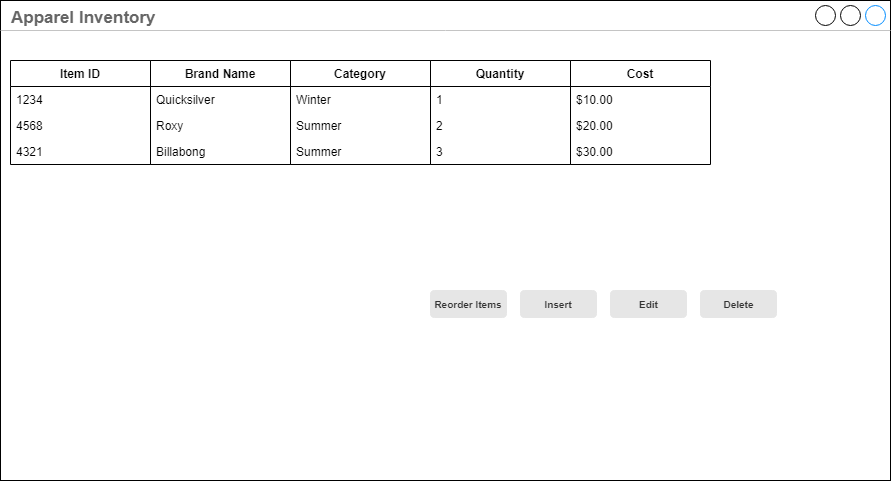 Apparel Inventory
Item ID Brand Name Category Quantity Cost
1234 Quicksilver Winter 1 $10.00
4568 Roxy Summer 2 $20.00
4321 Billabong Summer 3 $30.00
Reorder Items Insert Edit Delete